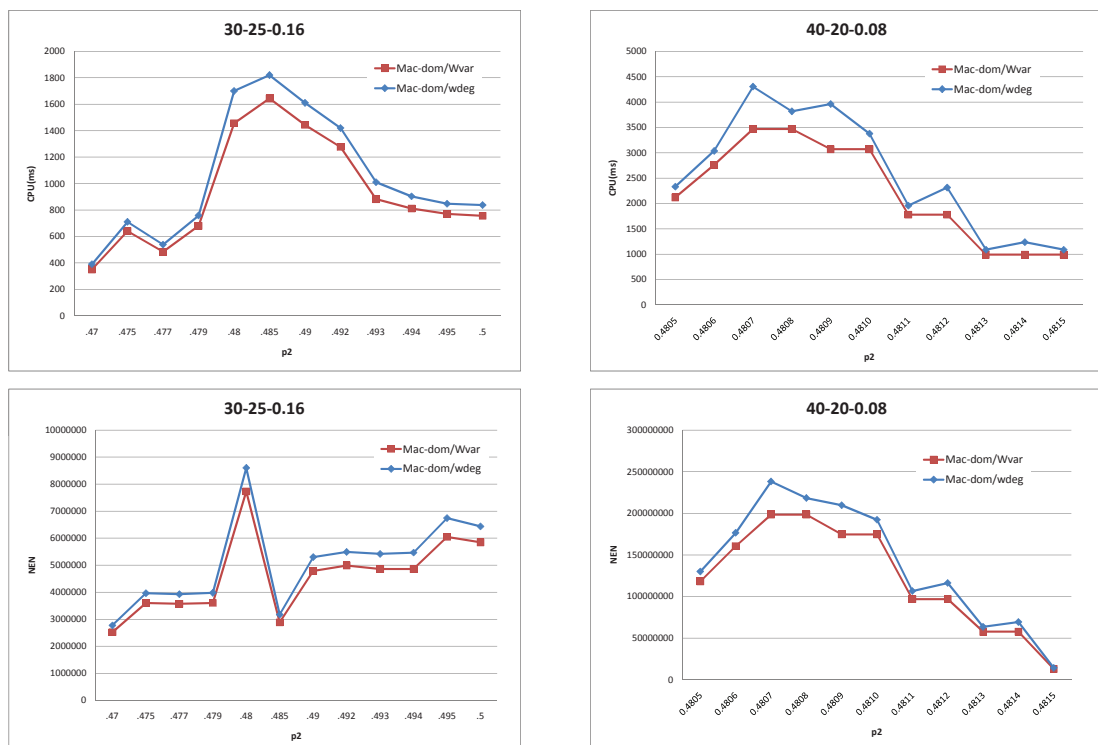 30-25-0.16
2000
1800
1600
1400
1200
1000
800
600
400
200
0
CPU(ms)
Mac-dom/Wvar
Mac-dom/wdeg
.47 .475 .477 .479 .48 .485 .49 .492 .493 .494 .495 .5
p2
40-20-0.08
5000
4500
4000
3500
3000
2500
2000
1500
1000
500
0
CPU(ms)
Mac-dom/Wvar
Mac-dom/wdeg
0.4805 0.4806 0.4807 0.4808 0.4809 0.4810 0.4811 0.4812 0.4813 0.4814 0.4815
p2
30-25-0.16
10000000
9000000
8000000
7000000
6000000
5000000
4000000
3000000
2000000
1000000
0
NEN
Mac-dom/Wvar
Mac-dom/wdeg
.47 .475 .477 .479 .48 .485 .49 .492 .493 .494 .495 .5
p2
40-20-0.08
300000000
250000000
200000000
150000000
100000000
50000000
0
NEN
Mac-dom/Wvar
Mac-dom/wdeg
0.4805 0.4806 0.4807 0.4808 0.4809 0.4810 0.4811 0.4812 0.4813 0.4814 0.4815
p2